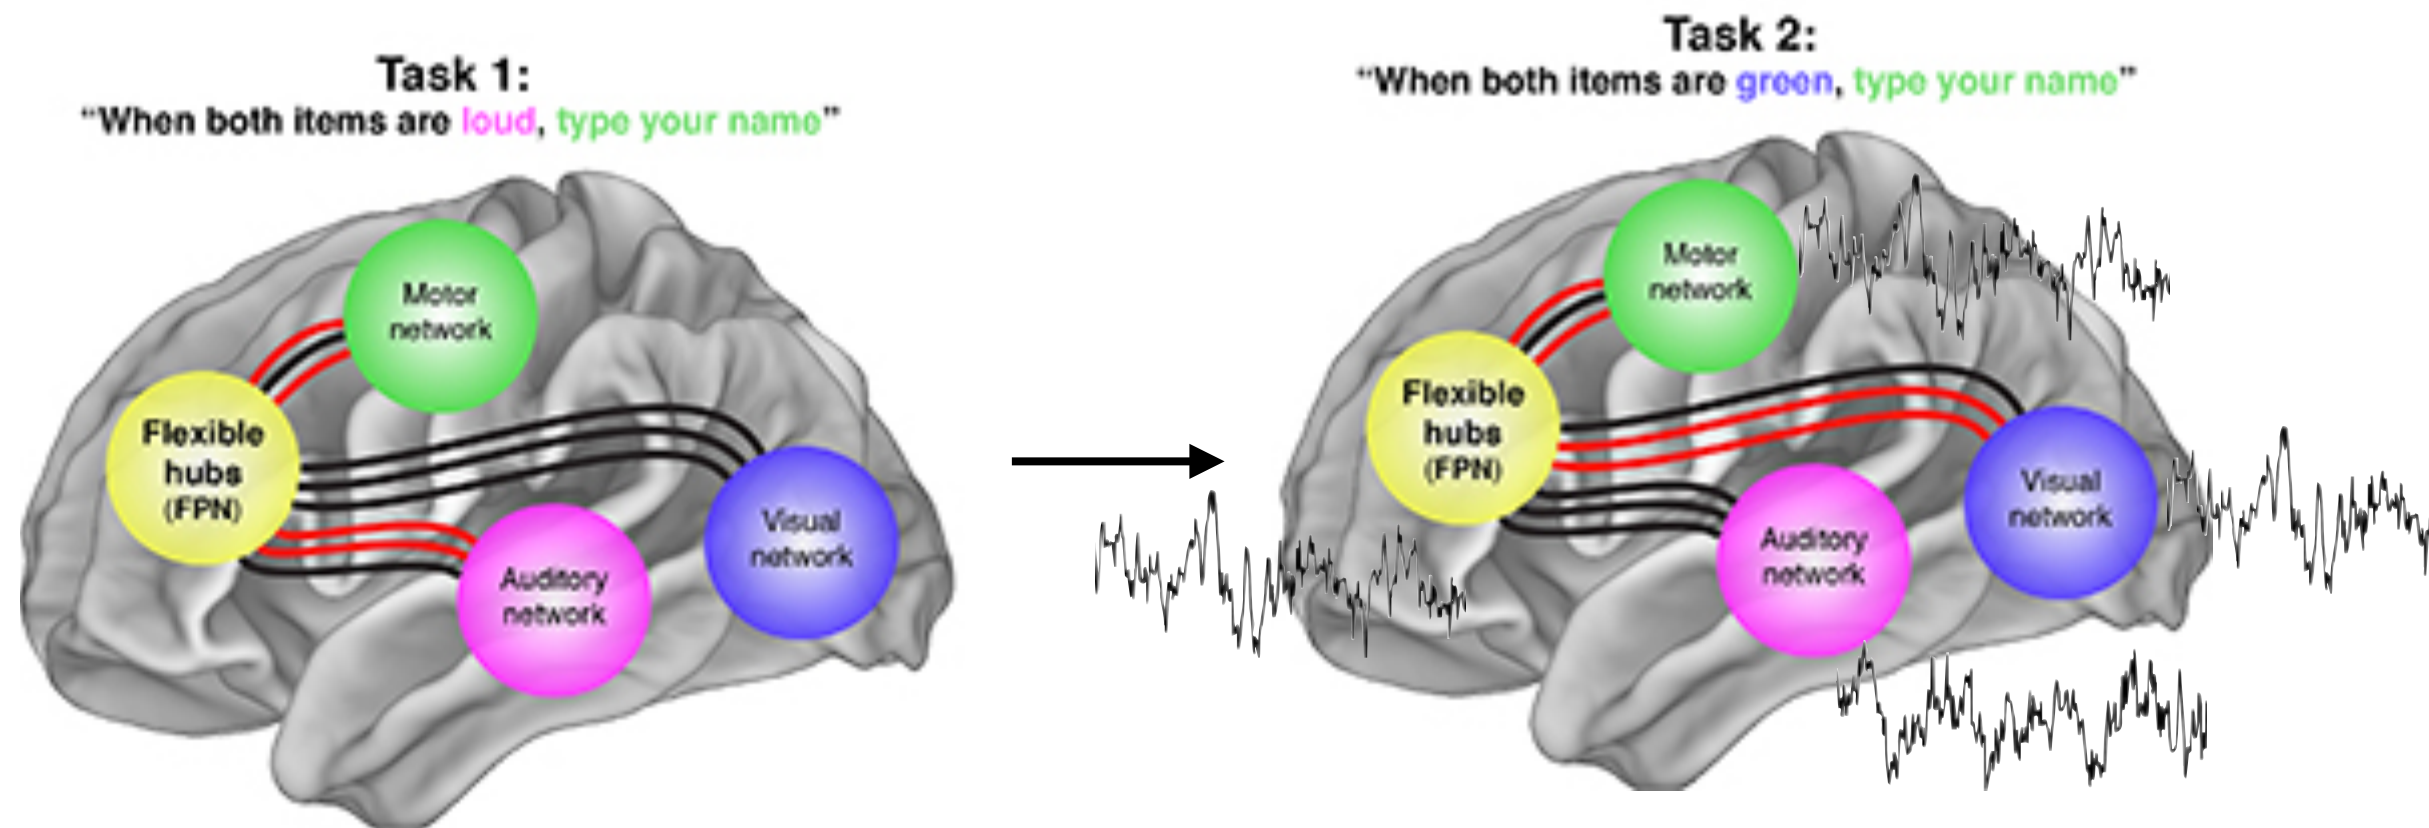 Task 1:
“When both items are loud, type your name”
Motor
network
Flexible
hubs
(FPN)
Visual
network
Auditory
network
Task 2:
“When both items are green, type your name”
Motor
network
Flexible
hubs
(FPN)
Visual
network
Auditory
network